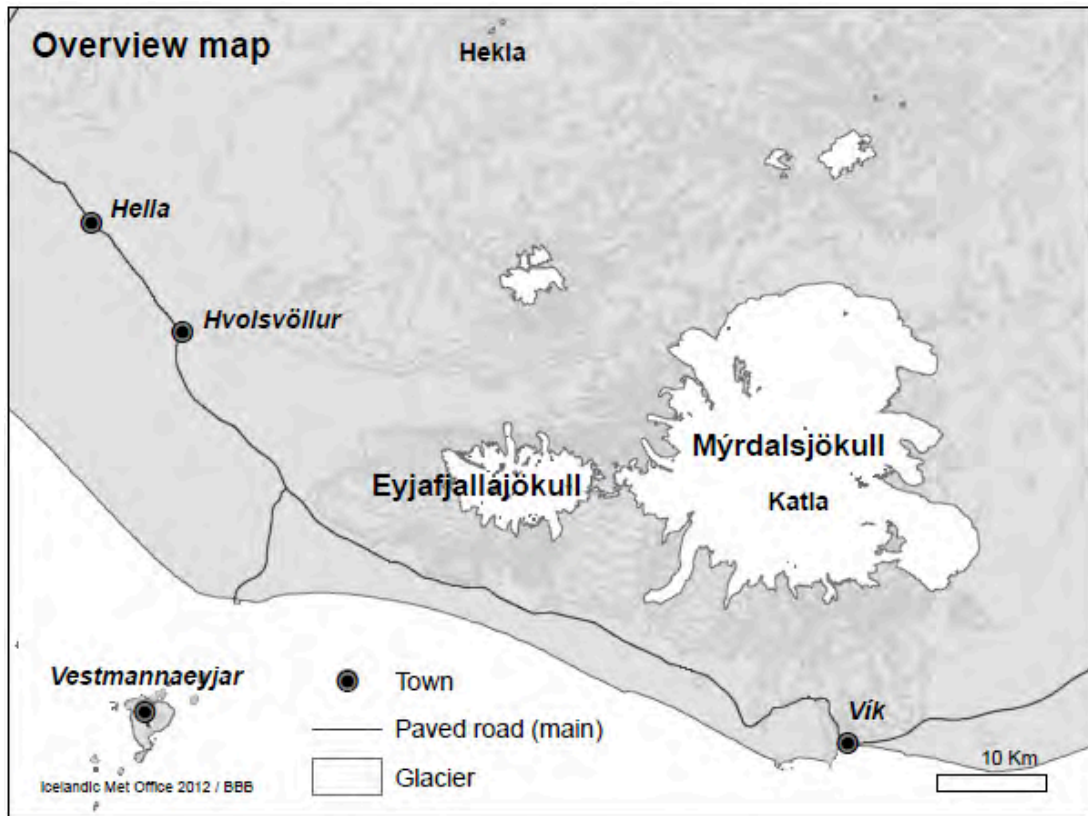 Overview map
Hekla
Hella
Hvolsvöllur
Mýrdalsjökull
Eyjafjallajökull
Katla
Vestmannaeyjar
Town
Vík
Paved road (main)
10 Km
Glacier
Icelandic Met Office 2012 / BBB